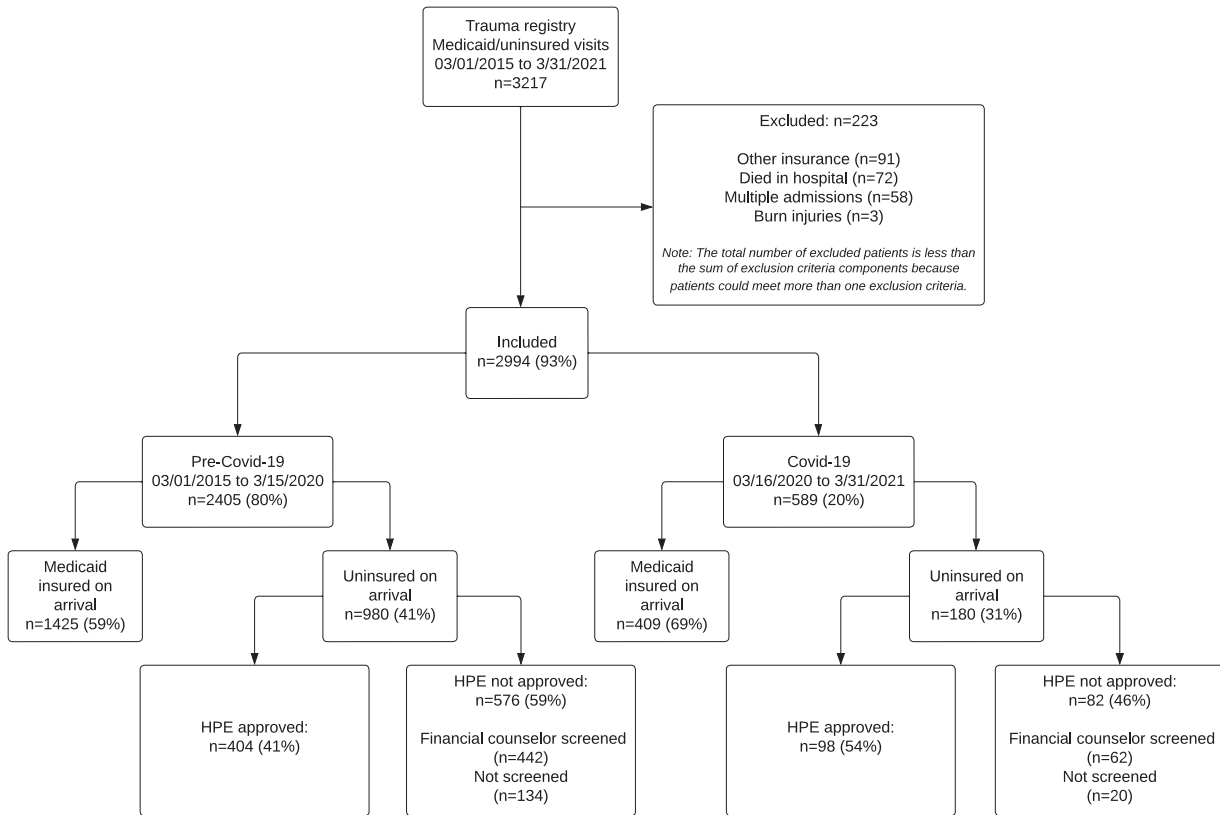 Trauma registry
Medicaid/uninsured visits
03/01/2015 to 3/31/2021
n=3217
Excluded: n=223
Other insurance (n=91)
Died in hospital (n=72)
Multiple admissions (n=58)
Burn injuries (n=3)
Note: The total number of excluded patients is less than
the sum of exclusion criteria components because
patients could meet more than one exclusion criteria.
Included
n=2994 (93%)
Pre-Covid-19
03/01/2015 to 3/15/2020
n=2405 (80%)
Covid-19
03/16/2020 to 3/31/2021
n=589 (20%)
Medicaid
insured on
arrival
n=1425 (59%)
Uninsured on
arrival
n=980 (41%)
Medicaid
insured on
arrival
n=409 (69%)
Uninsured on
arrival
n=180 (31%)
HPE approved:
n=404 (41%)
HPE not approved:
n=576 (59%)
Financial counselor screened
(n=442)
Not screened
(n=134)
HPE approved:
n=98 (54%)
HPE not approved:
n=82 (46%)
Financial counselor screened
(n=62)
Not screened
(n=20)